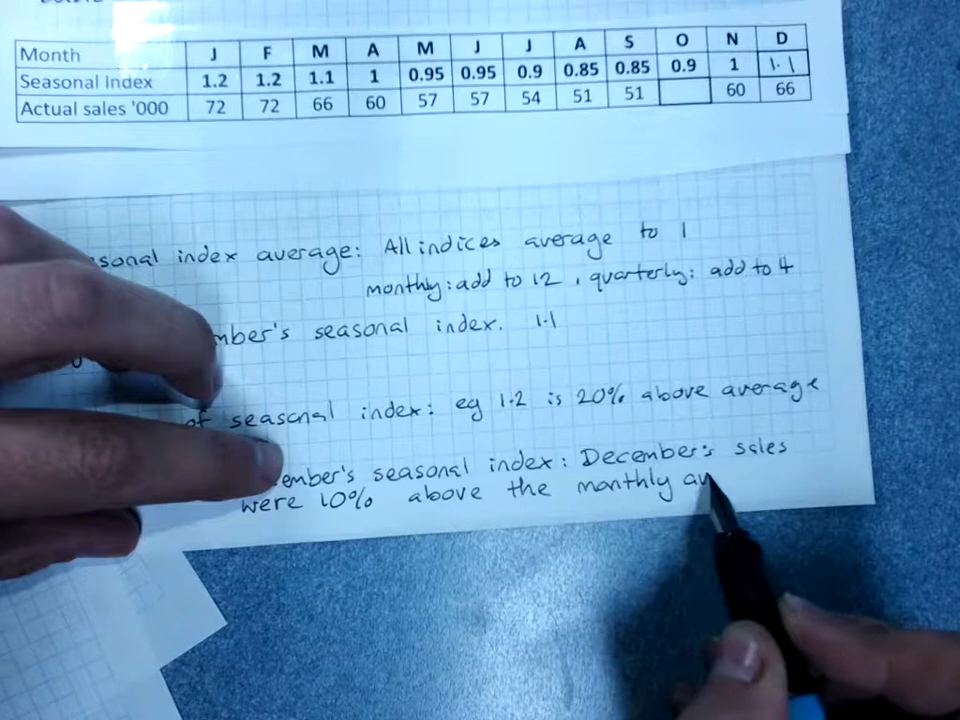 Month J F M A M J J A S O N D
Seasonal Index 1.2 1.2 1.1 1 0.95 0.95 0.9 0.85 0.85 0.9 1 1.1
Actual sales '000 72 72 66 60 57 57 54 51 51 60 66
sonal index average: All indices average to 1
monthly: add to 12, quarterly: add to 4
mber's seasonal index. 1.1
of seasonal index: eg 1.2 is 20% above average
ember's seasonal index: December's sales
were 10% above the monthly av